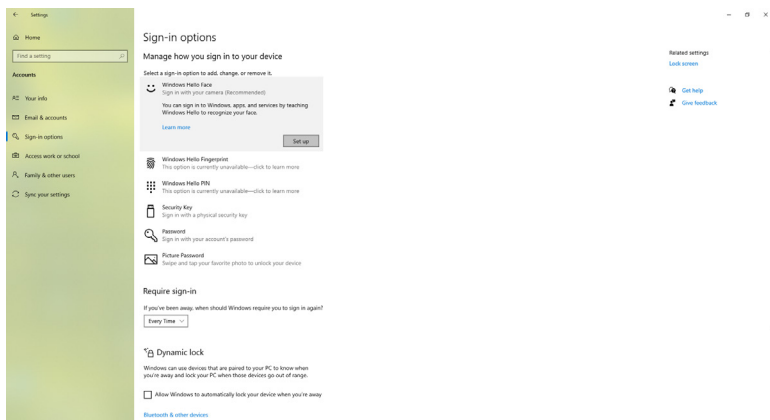 Settings
Home
Find a setting
Accounts
Your info
Email & accounts
Sign-in options
Access work or school
Family & other users
Sync your settings
Sign-in options
Manage how you sign in to your device
Select a sign-in option to add, change, or remove it.
Windows Hello Face
Sign in with your camera (Recommended)
You can sign in to Windows, apps, and services by teaching
Windows Hello to recognize your face.
Learn more
Set up
Windows Hello Fingerprint
This option is currently unavailable—click to learn more
Windows Hello PIN
This option is currently unavailable—click to learn more
Security Key
Sign in with a physical security key
Password
Sign in with your account's password
Picture Password
Swipe and tap your favorite photo to unlock your device
Require sign-in
If you've been away, when should Windows require you to sign in again?
Every Time
Dynamic lock
Windows can use devices that are paired to your PC to know when
you're away and lock your PC when those devices go out of range.
Allow Windows to automatically lock your device when you're away
Bluetooth & other devices
Related settings
Lock screen
Get help
Give feedback